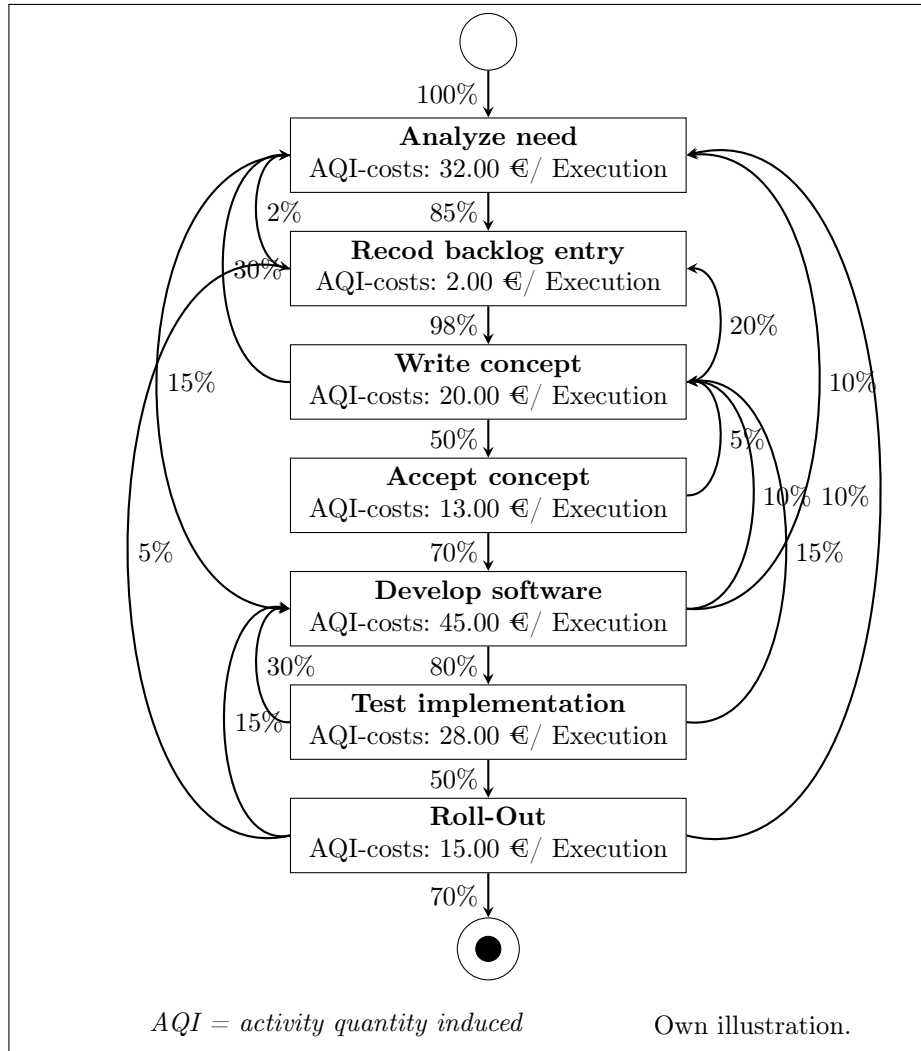 100%
Analyze need
AQI-costs: 32.00 €/ Execution
2%
85%
Recod backlog entry
AQI-costs: 2.00 €/ Execution
30%
98%
20%
Write concept
AQI-costs: 20.00 €/ Execution
15%
10%
50%
5%
Accept concept
AQI-costs: 13.00 €/ Execution
10%
10%
5%
70%
15%
Develop software
AQI-costs: 45.00 €/ Execution
30%
80%
Test implementation
AQI-costs: 28.00 €/ Execution
15%
50%
Roll-Out
AQI-costs: 15.00 €/ Execution
70%
AQI = activity quantity induced
Own illustration.